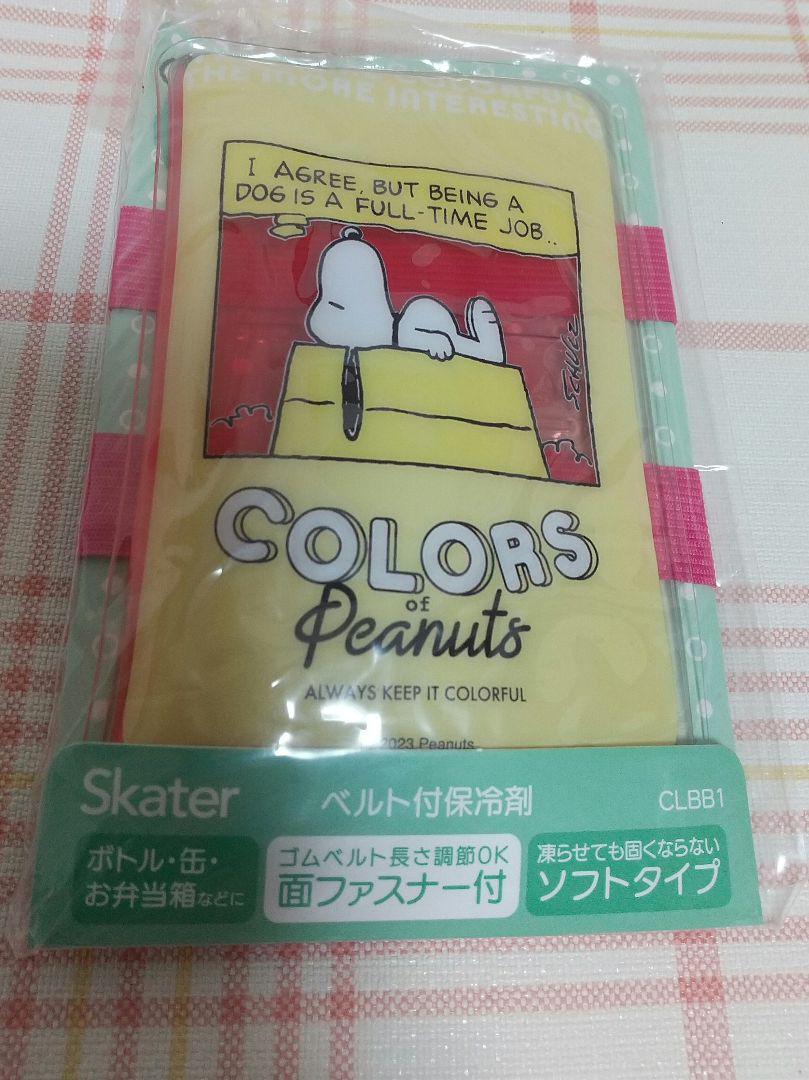 THE MORE INTERESTING
I AGREE, BUT BEING A
DOG IS A FULL-TIME JOB..
SCHULZ
COLORS
of
Peanuts
ALWAYS KEEP IT COLORFUL
2023 Peanuts
Skater
ベルト付保冷剤
CLBB1
ボトル・缶・
お弁当箱などに
ゴムベルト長さ調節OK
面ファスナー付
凍らせても固くならない
ソフトタイプ